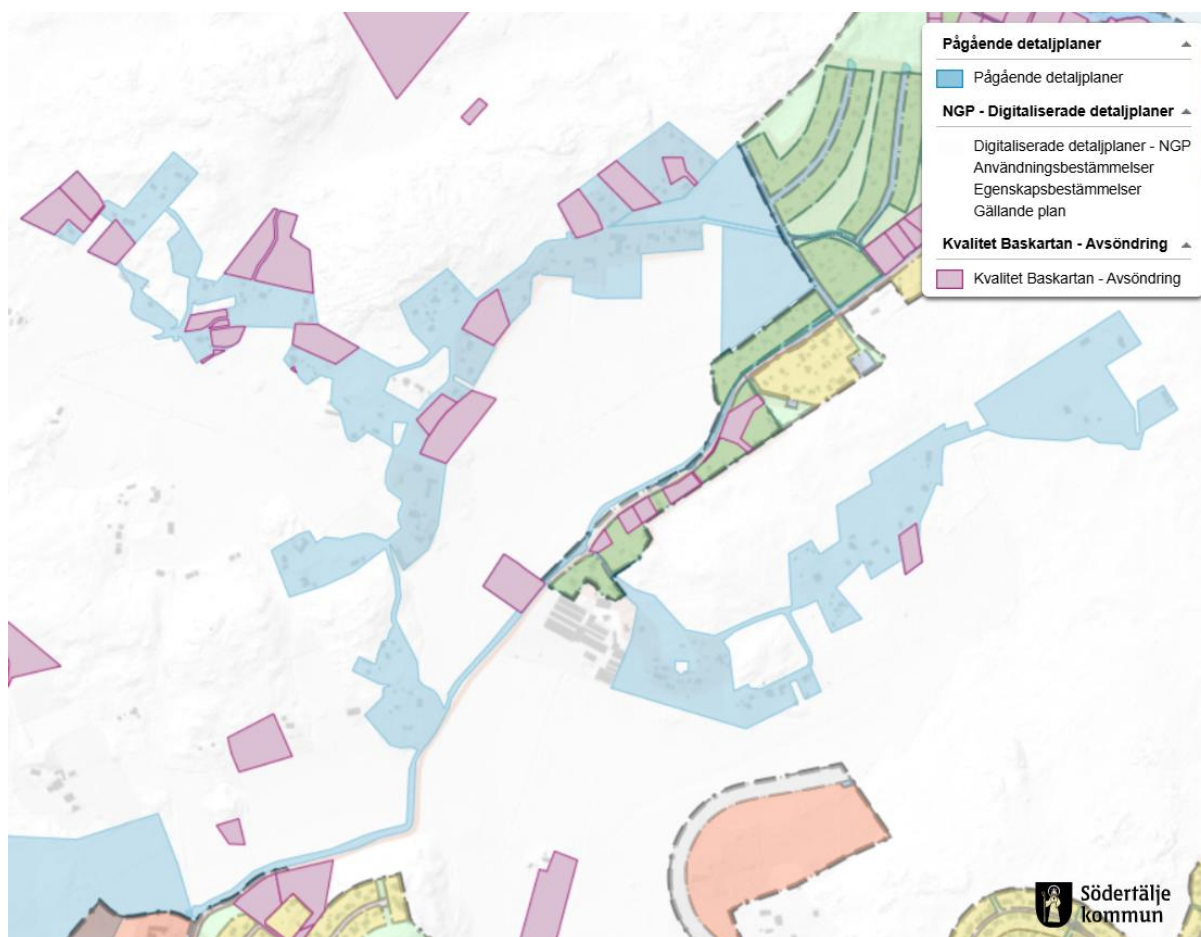 Pågående detaljplaner
Pågående detaljplaner
NGP - Digitaliserade detaljplaner
Digitaliserade detaljplaner - NGP
Användningsbestämmelser
Egenskapsbestämmelser
Gällande plan
Kvalitet Baskartan - Avsöndring
Kvalitet Baskartan - Avsöndring
Södertälje
kommun